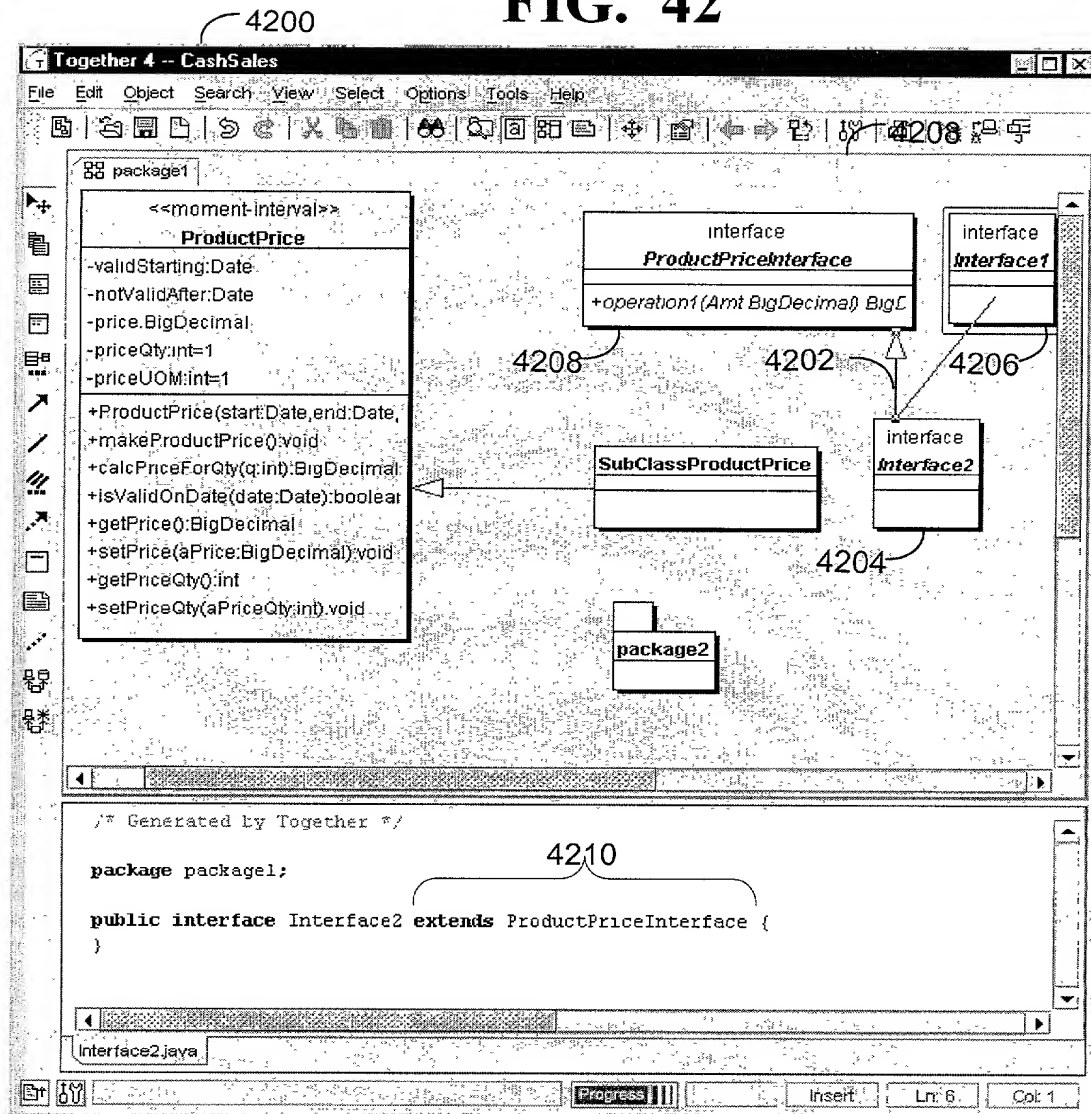 FIG. 42
4200
Together 4 -- CashSales
File Edit Object Search View Select Options Tools Help
4208
package1
<<moment-interval>>
ProductPrice
-validStarting:Date
-notValidAfter:Date
-price.BigDecimal
-priceQty:int=1
-priceUOM:int=1
+ProductPrice(start:Date,end:Date,
+makeProductPrice():void
+calcPriceForQty(q:int):BigDecimal
+isValidOnDate(date:Date):boolear
+getPrice():BigDecimal
+setPrice(aPrice:BigDecimal):void
+getPriceQty():int
+setPriceQty(aPriceQty:int).void
interface
ProductPriceInterface
+operation1(Amt BigDecimal) BigD
4208
4202
interface
Interface1
4206
SubClassProductPrice
interface
Interface2
4204
package2
/* Generated by Together */
package package1;
4210
public interface Interface2 extends ProductPriceInterface {
}
Interface2.java
Progress
Insert
Ln: 6
Col: 1